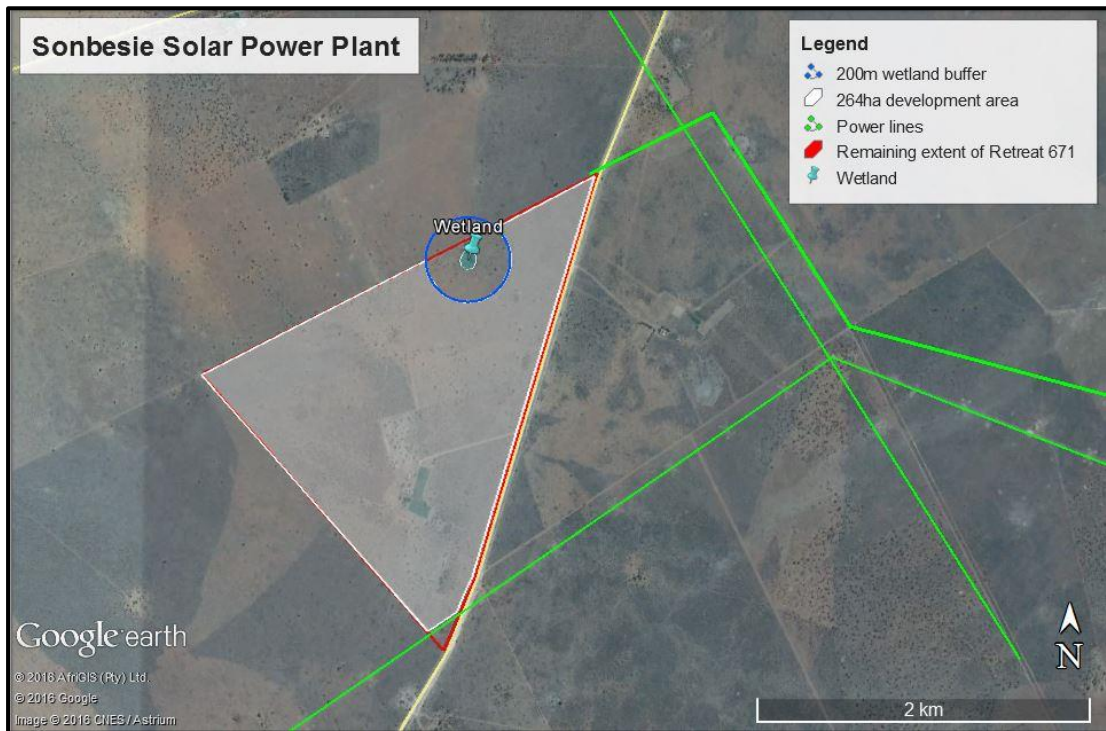 Sonbesie Solar Power Plant
Legend
200m wetland buffer
264ha development area
Power lines
Remaining extent of Retreat 671
Wetland
Wetland
Google earth
© 2016 AfriGIS (Pty) Ltd.
© 2016 Google
Image © 2016 CNES / Astrium
N
2 km